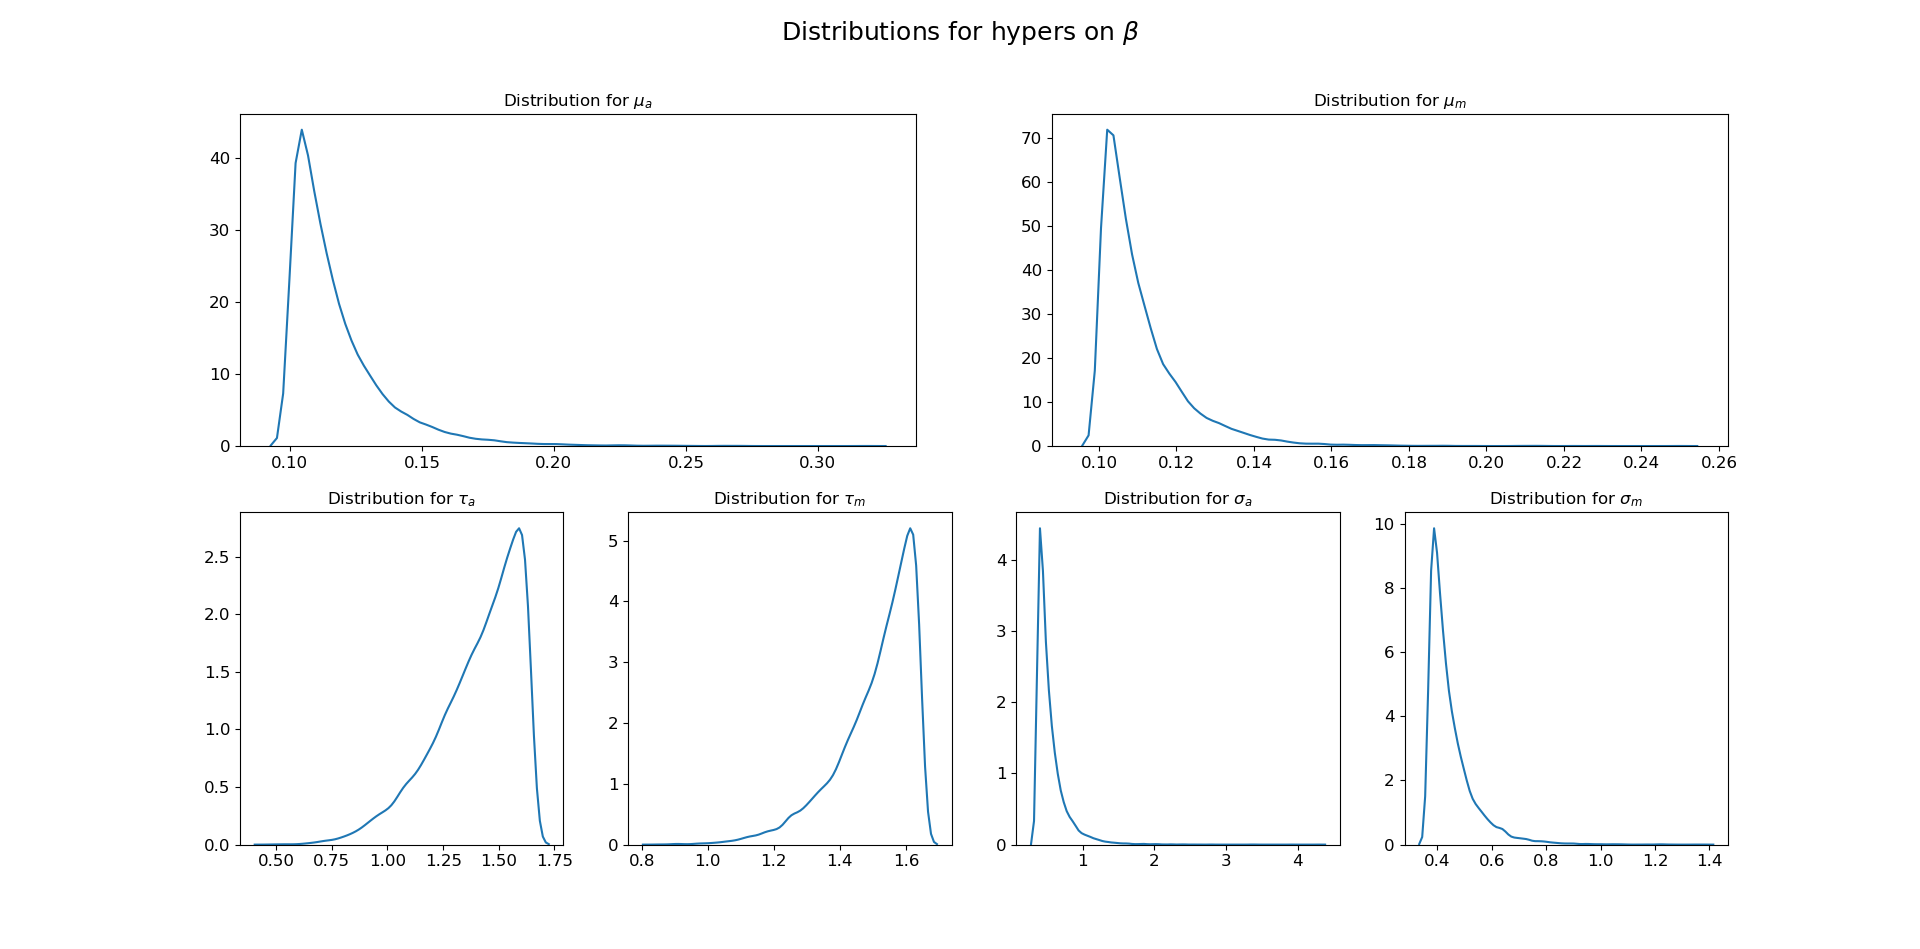 Distributions for hypers on β
Distribution for μₐ
40
30
20
10
0
0.10 0.15 0.20 0.25 0.30
Distribution for μₘ
70
60
50
40
30
20
10
0
0.10 0.12 0.14 0.16 0.18 0.20 0.22 0.24 0.26
Distribution for τₐ
2.5
2.0
1.5
1.0
0.5
0.0
0.50 0.75 1.00 1.25 1.50 1.75
Distribution for τₘ
5
4
3
2
1
0
0.8 1.0 1.2 1.4 1.6
Distribution for σₐ
4
3
2
1
0
1 2 3 4
Distribution for σₘ
10
8
6
4
2
0
0.4 0.6 0.8 1.0 1.2 1.4